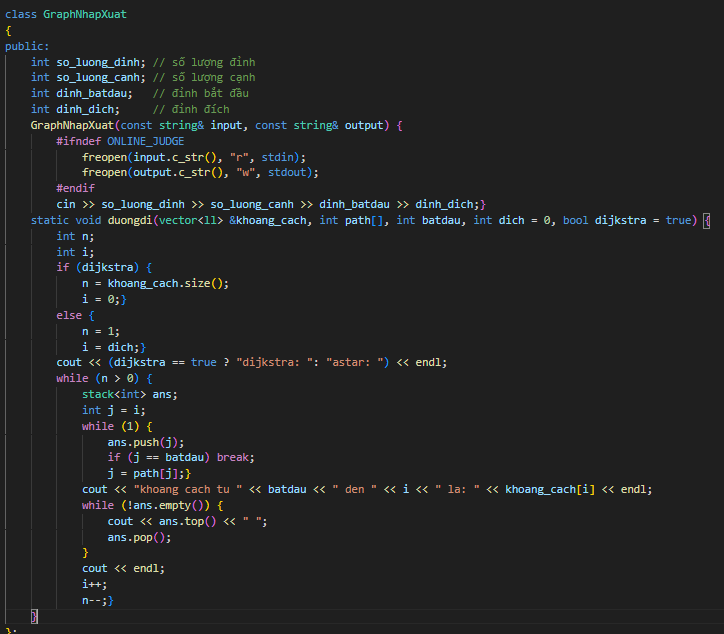 class GraphNhapXuat
{
public:
    int so_luong_dinh; // số lượng đỉnh
    int so_luong_canh; // số lượng cạnh
    int dinh_batdau;   // đỉnh bắt đầu
    int dinh_dich;     // đỉnh đích
    GraphNhapXuat(const string& input, const string& output) {
        #ifndef ONLINE_JUDGE
            freopen(input.c_str(), "r", stdin);
            freopen(output.c_str(), "w", stdout);
        #endif
        cin >> so_luong_dinh >> so_luong_canh >> dinh_batdau >> dinh_dich;}
    static void duongdi(vector<ll> &khoang_cach, int path[], int batdau, int dich = 0, bool dijkstra = true) {
        int n;
        int i;
        if (dijkstra) {
            n = khoang_cach.size();
            i = 0;}
        else {
            n = 1;
            i = dich;}
        cout << (dijkstra == true ? "dijkstra: ": "astar: ") << endl;
        while (n > 0) {
            stack<int> ans;
            int j = i;
            while (1) {
                ans.push(j);
                if (j == batdau) break;
                j = path[j];}
            cout << "khoang cach tu " << batdau << " den " << i << " la: " << khoang_cach[i] << endl;
            while (!ans.empty()) {
                cout << ans.top() << " ";
                ans.pop();
            }
            cout << endl;
            i++;
            n--;}
    }
};